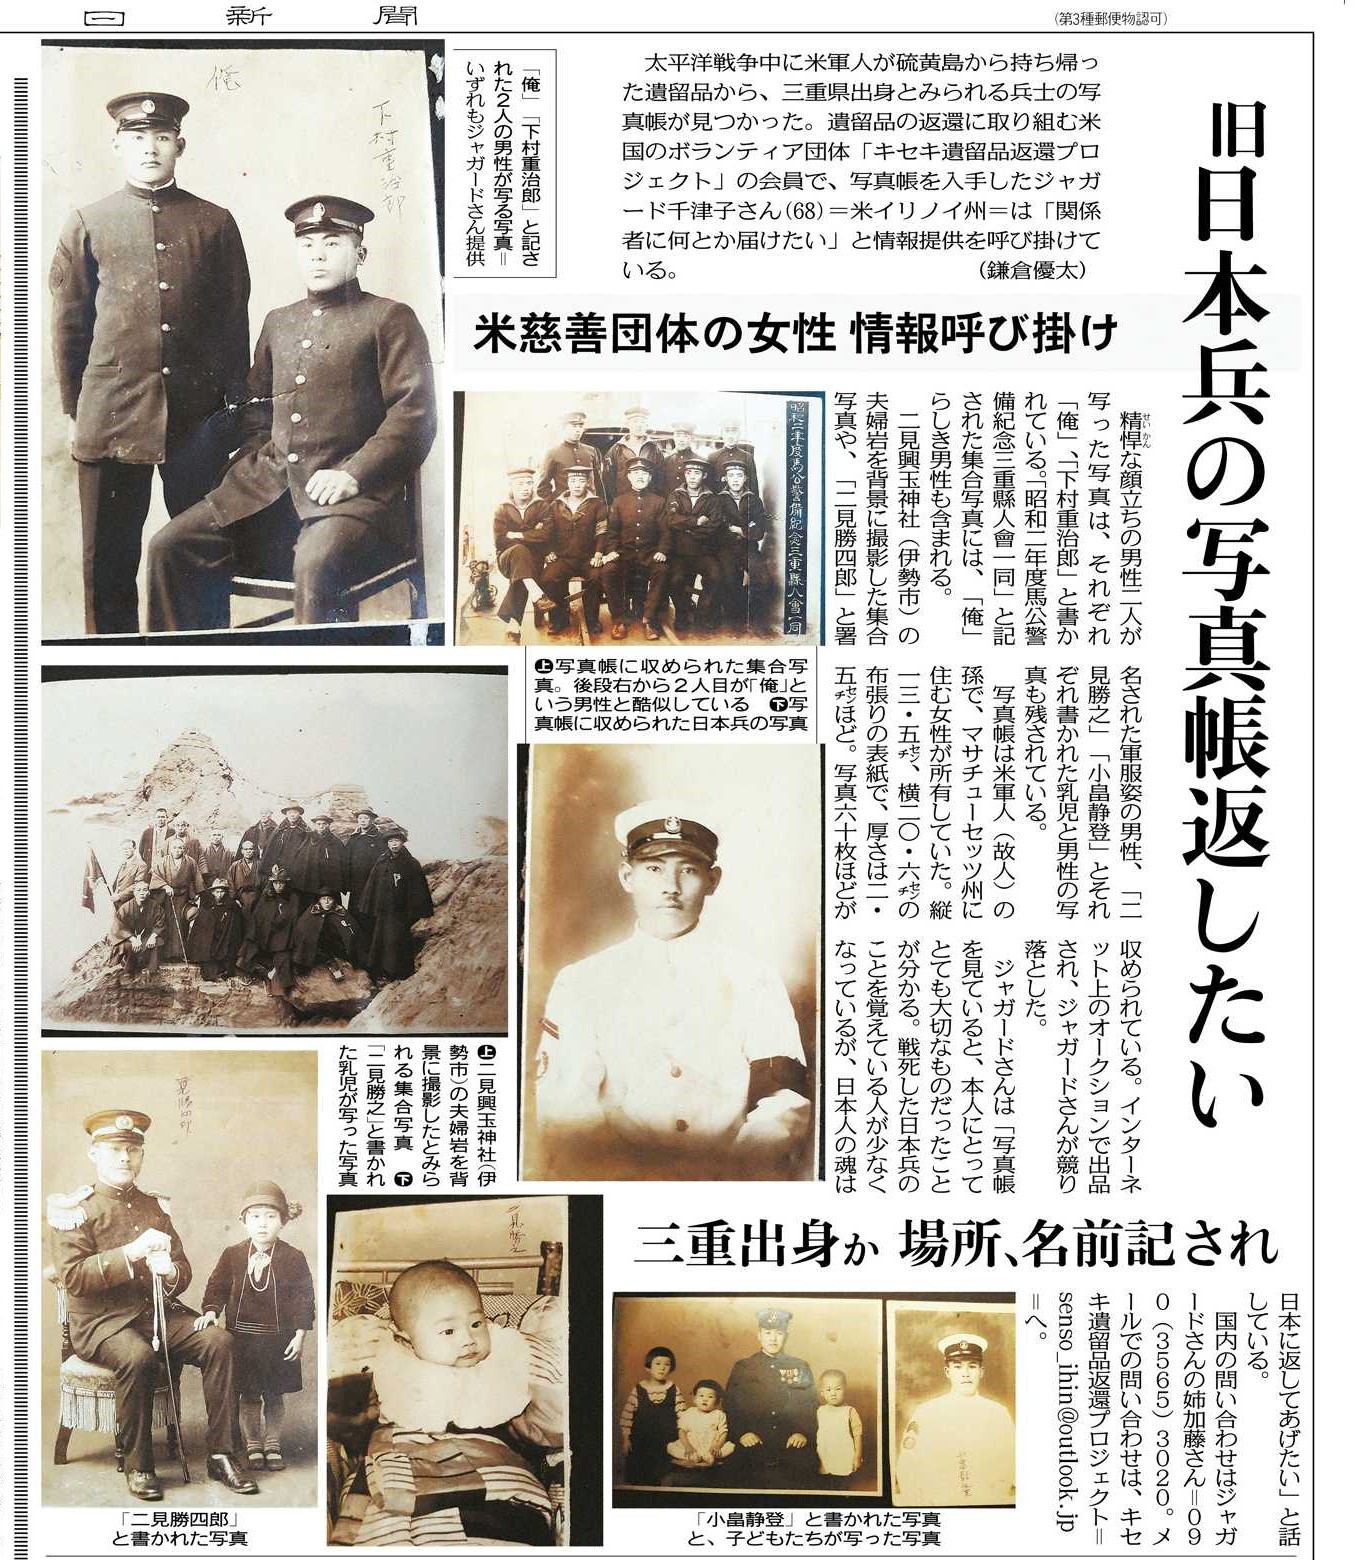 日新聞
(第3種郵便物認可)
旧日本兵の写真帳返したい
太平洋戦争中に米軍人が硫黄島から持ち帰っ
た遺留品から、三重県出身とみられる兵士の写
真帳が見つかった。遺留品の返還に取り組む米
国のボランティア団体「キセキ遺留品返還プロ
ジェクト」の会員で、写真帳を入手したジャガ
ード千津子さん(68)＝米イリノイ州＝は「関係
者に何とか届けたい」と情報提供を呼び掛けて
いる。 (鎌倉優太)
「俺」「下村重治郎」と記さ
れた２人の男性が写る写真＝
いずれもジャガードさん提供
俺
下村重治郎
米慈善団体の女性 情報呼び掛け
精悍な顔立ちの男性二人が
せいかん
写った写真は、それぞれ
「俺」、「下村重治郎」と書か
れている。「昭和二年度馬公警
備紀念三重縣人會一同」と記
された集合写真には、「俺」
らしき男性も含まれる。
二見興玉神社（伊勢市）の
夫婦岩を背景に撮影した集合
写真や、「二見勝四郎」と署
名された軍服姿の男性、「二
見勝之」「小畠静登」とそれ
ぞれ書かれた乳児と男性の写
真も残されている。
写真帳は米軍人（故人）の
孫で、マサチューセッツ州に
住む女性が所有していた。縦
一三・五㌢、横二〇・六㌢の
布張りの表紙で、厚さは二・
五㌢ほど。写真六十枚ほどが
収められている。インターネ
ット上のオークションで出品
され、ジャガードさんが競り
落とした。
ジャガードさんは「写真帳
を見ていると、本人にとって
とても大切なものだったこと
が分かる。戦死した日本兵の
ことを覚えている人が少なく
なっているが、日本人の魂は
昭和二年度馬公警備紀念三重縣人會一同
上写真帳に収められた集合写
真。後段右から２人目が「俺」と
いう男性と酷似している　下写
真帳に収められた日本兵の写真
上二見興玉神社（伊
勢市）の夫婦岩を背
景に撮影したとみら
れる集合写真　下
「二見勝之」と書かれ
た乳児が写った写真
三重出身か 場所、名前記され
日本に返してあげたい」と話
している。
国内の問い合わせはジャガ
ードさんの姉加藤さん＝０９
０（３５６５）３０２０。メ
ールでの問い合わせは、キセ
キ遺留品返還プロジェクト＝
senso_ihin@outlook.jp
＝へ。
二見勝四郎
二見勝之
「二見勝四郎」
と書かれた写真
「小畠静登」と書かれた写真
と、子どもたちが写った写真